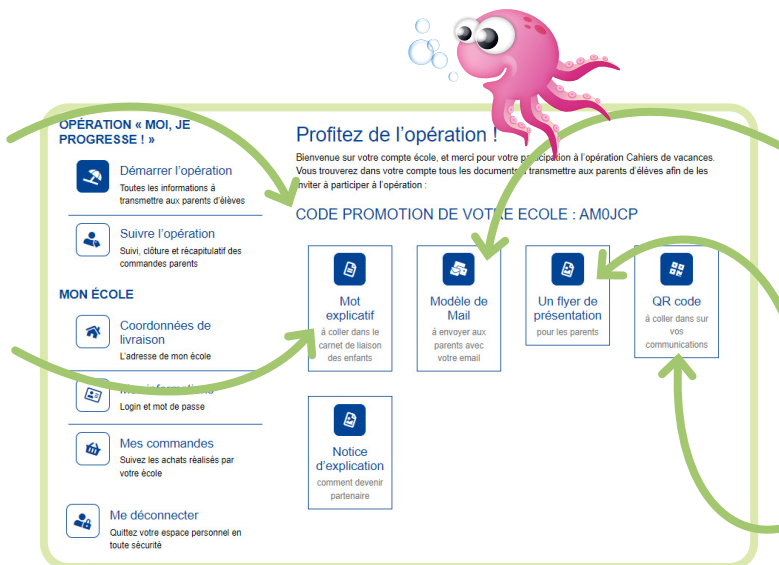 OPÉRATION « MOI, JE
PROGRESSE ! »
Démarrer l'opération
Toutes les informations à
transmettre aux parents d'élèves
Suivre l'opération
Suivi, clôture et récapitulatif des
commandes parents
MON ÉCOLE
Coordonnées de
livraison
L'adresse de mon école
Login et mot de passe
Mes commandes
Suivez les achats réalisés par
votre école
Me déconnecter
Quittez votre espace personnel en
toute sécurité
Profitez de l'opération !
Bienvenue sur votre compte école, et merci pour votre participation à l'opération Cahiers de vacances.
Vous trouverez dans votre compte tous les documents à transmettre aux parents d'élèves afin de les
inviter à participer à l'opération :
CODE PROMOTION DE VOTRE ECOLE : AM0JCP
Mot
explicatif
à coller dans le
carnet de liaison
des enfants
Modèle de
Mail
à envoyer aux
parents avec
votre email
Un flyer de
présentation
pour les parents
QR code
à coller dans sur
vos
communications
Notice
d'explication
comment devenir
partenaire